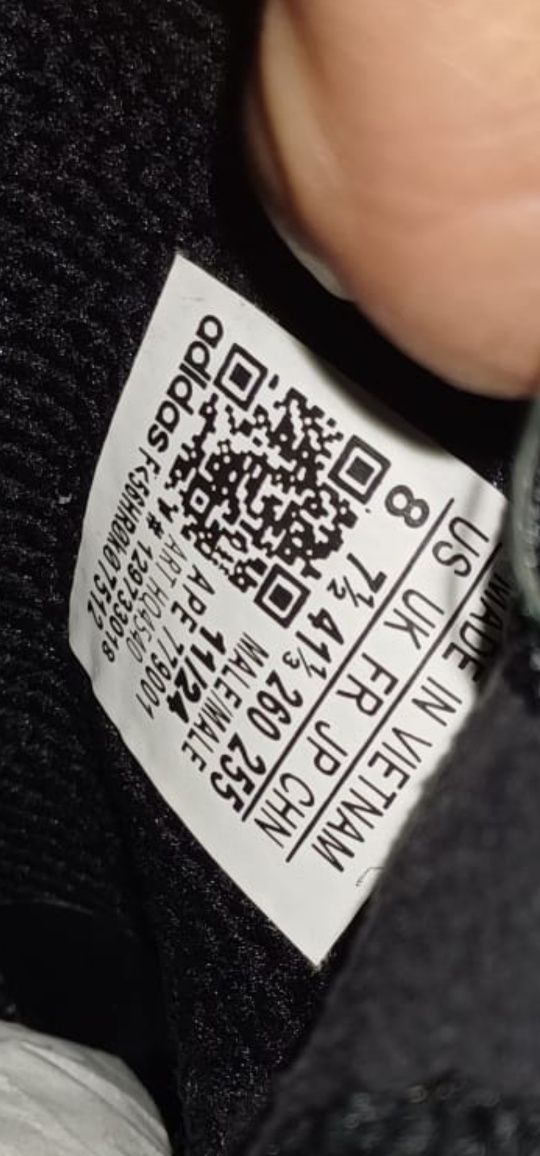 MADE IN VIETNAM
US UK FR JP CHN
8 7½ 41⅓ 260 255
MALE/MALE
11/24
APE 779001
ART HQ4540
# 129733018
adidas